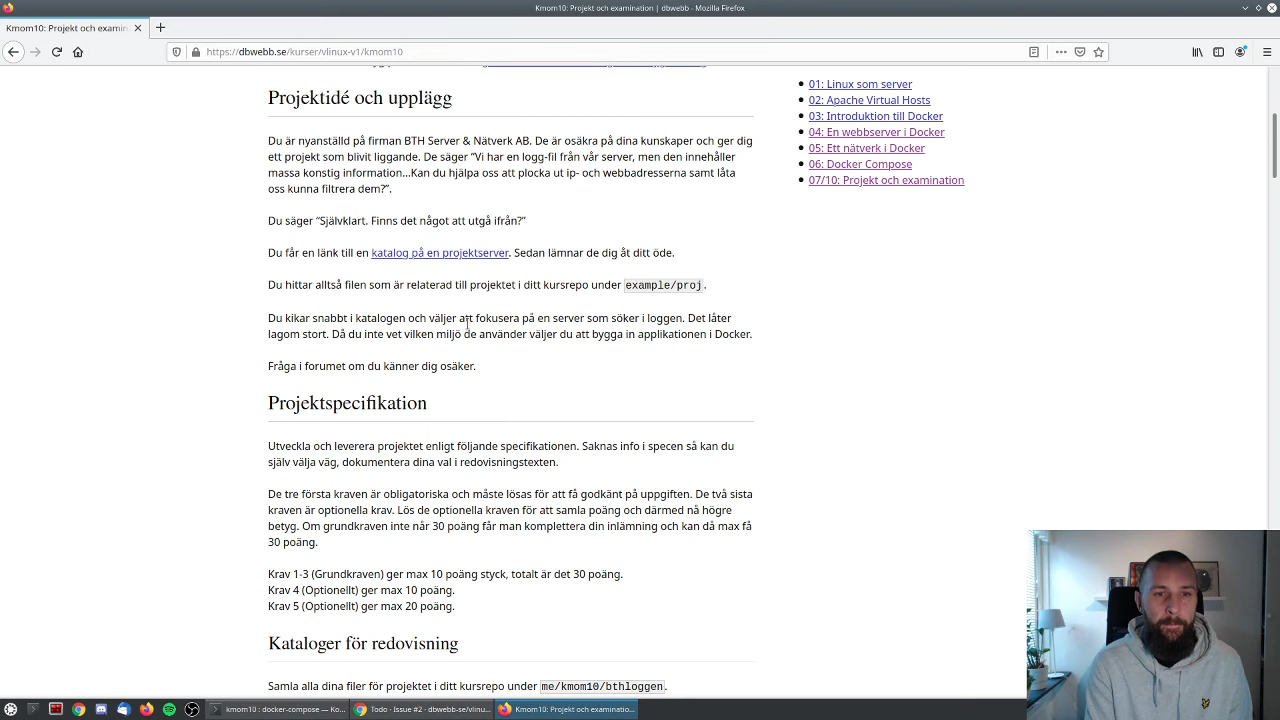 Kmom10: Projekt och examination | dbwebb - Mozilla Firefox
Kmom10: Projekt och examin
https://dbwebb.se/kurser/vlinux-v1/kmom10
Projektidé och upplägg
Du är nyanställd på firman BTH Server & Nätverk AB. De är osäkra på dina kunskaper och ger dig
ett projekt som blivit liggande. De säger “Vi har en logg-fil från vår server, men den innehåller
massa konstig information...Kan du hjälpa oss att plocka ut ip- och webbadresserna samt låta
oss kunna filtrera dem?”.
Du säger “Självklart. Finns det något att utgå ifrån?”
Du får en länk till en katalog på en projektserver. Sedan lämnar de dig åt ditt öde.
Du hittar alltså filen som är relaterad till projektet i ditt kursrepo under example/proj.
Du kikar snabbt i katalogen och väljer att fokusera på en server som söker i loggen. Det låter
lagom stort. Då du inte vet vilken miljö de använder väljer du att bygga in applikationen i Docker.
Fråga i forumet om du känner dig osäker.
Projektspecifikation
Utveckla och leverera projektet enligt följande specifikationen. Saknas info i specen så kan du
själv välja väg, dokumentera dina val i redovisningstexten.
De tre första kraven är obligatoriska och måste lösas för att få godkänt på uppgiften. De två sista
kraven är optionella krav. Lös de optionella kraven för att samla poäng och därmed nå högre
betyg. Om grundkraven inte når 30 poäng får man komplettera din inlämning och kan då max få
30 poäng.
Krav 1-3 (Grundkraven) ger max 10 poäng styck, totalt är det 30 poäng.
Krav 4 (Optionellt) ger max 10 poäng.
Krav 5 (Optionellt) ger max 20 poäng.
Kataloger för redovisning
Samla alla dina filer för projektet i ditt kursrepo under me/kmom10/bthloggen.
01: Linux som server
02: Apache Virtual Hosts
03: Introduktion till Docker
04: En webbserver i Docker
05: Ett nätverk i Docker
06: Docker Compose
07/10: Projekt och examination
kmom10 : docker-compose — Ko...
Todo · Issue #2 · dbwebb-se/vlinu...
Kmom10: Projekt och examinatio...